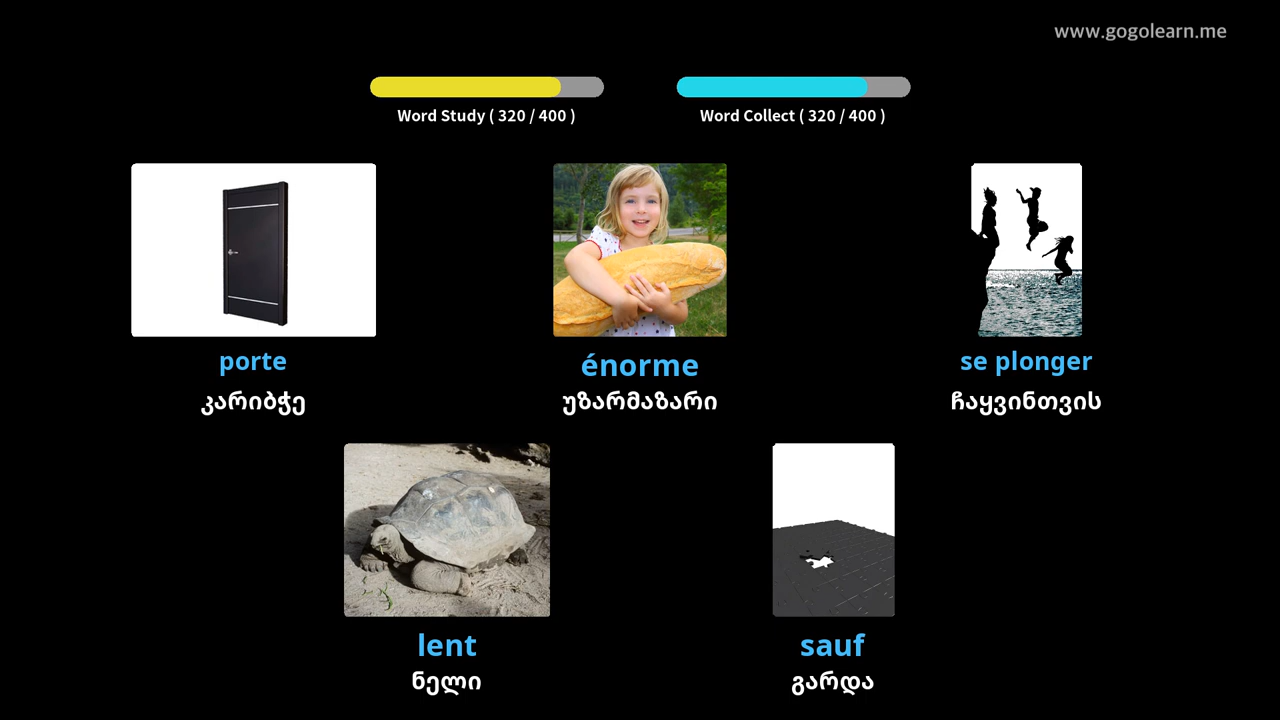 www.gogolearn.me
Word Study ( 320 / 400 )
Word Collect ( 320 / 400 )
porte
კარიბჭე
énorme
უზარმაზარი
se plonger
ჩაყვინთვის
lent
ნელი
sauf
გარდა